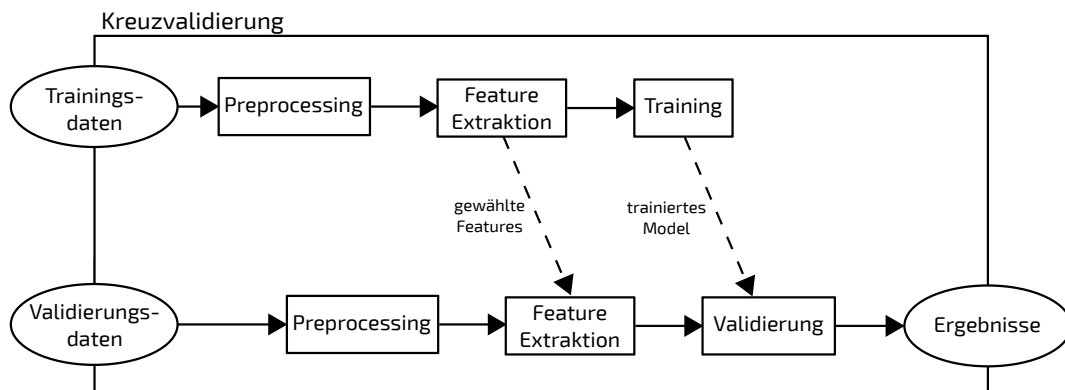 Kreuzvalidierung
Trainings-
daten
Preprocessing
Feature
Extraktion
Training
gewählte
Features
trainiertes
Model
Validierungs-
daten
Preprocessing
Feature
Extraktion
Validierung
Ergebnisse